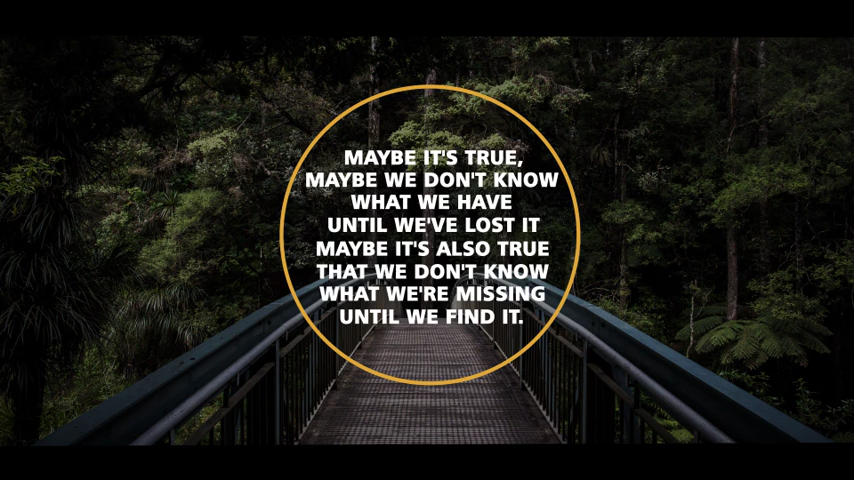 MAYBE IT'S TRUE,
MAYBE WE DON'T KNOW
WHAT WE HAVE
UNTIL WE'VE LOST IT
MAYBE IT'S ALSO TRUE
THAT WE DON'T KNOW
WHAT WE'RE MISSING
UNTIL WE FIND IT.